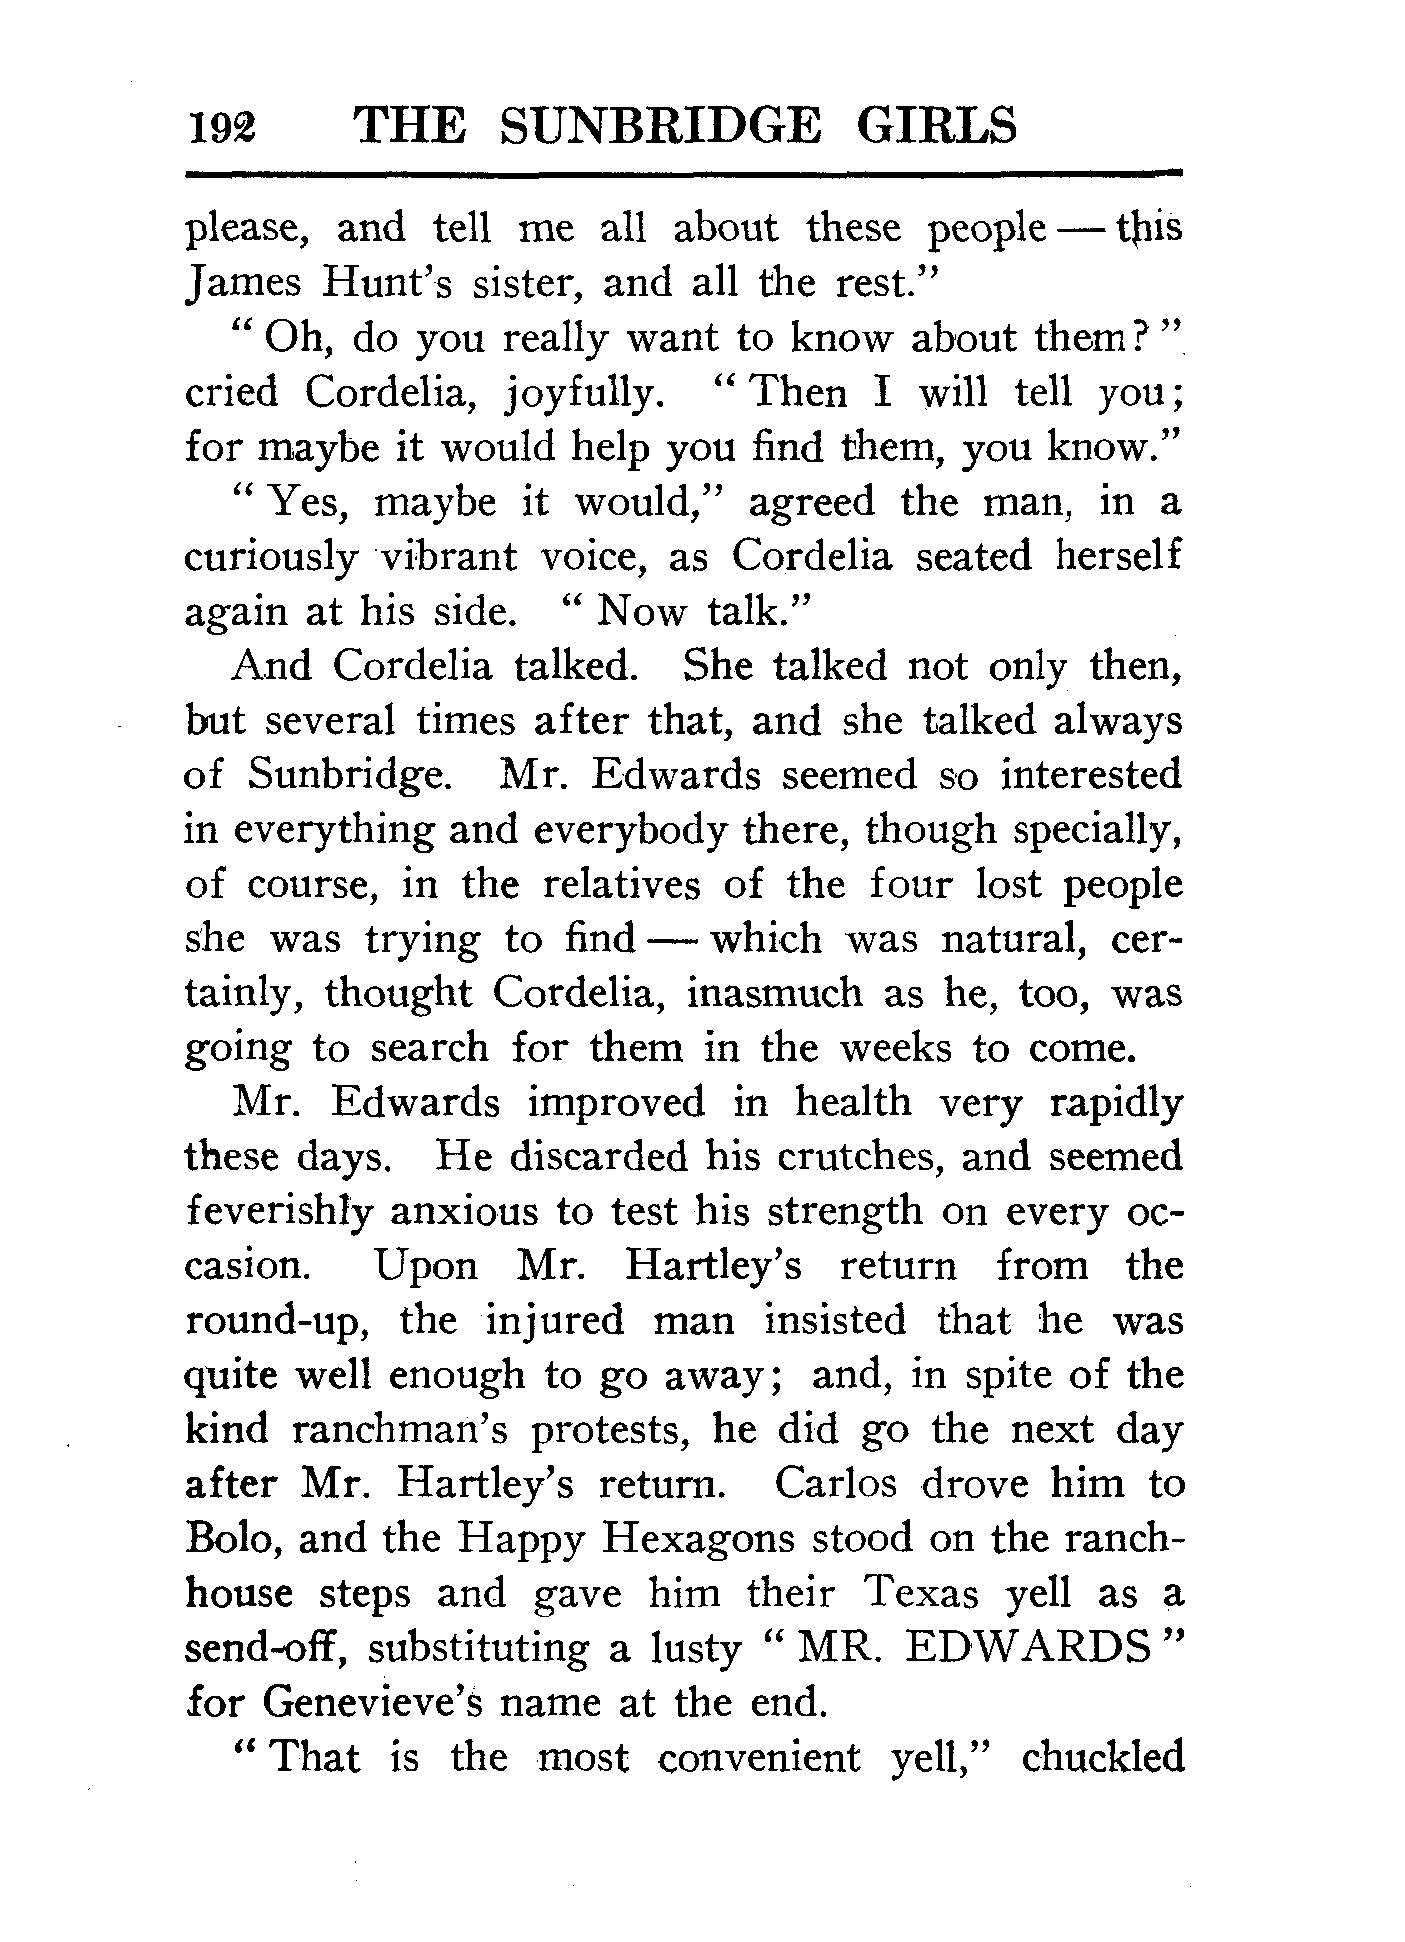 192 THE SUNBRIDGE GIRLS
please, and tell me all about these people — this
James Hunt's sister, and all the rest."
" Oh, do you really want to know about them? "
cried Cordelia, joyfully. " Then I will tell you;
for maybe it would help you find them, you know."
" Yes, maybe it would," agreed the man, in a
curiously vibrant voice, as Cordelia seated herself
again at his side. " Now talk."
And Cordelia talked. She talked not only then,
but several times after that, and she talked always
of Sunbridge. Mr. Edwards seemed so interested
in everything and everybody there, though specially,
of course, in the relatives of the four lost people
she was trying to find — which was natural, cer-
tainly, thought Cordelia, inasmuch as he, too, was
going to search for them in the weeks to come.
Mr. Edwards improved in health very rapidly
these days. He discarded his crutches, and seemed
feverishly anxious to test his strength on every oc-
casion. Upon Mr. Hartley's return from the
round-up, the injured man insisted that he was
quite well enough to go away; and, in spite of the
kind ranchman's protests, he did go the next day
after Mr. Hartley's return. Carlos drove him to
Bolo, and the Happy Hexagons stood on the ranch-
house steps and gave him their Texas yell as a
send-off, substituting a lusty " MR. EDWARDS "
for Genevieve's name at the end.
" That is the most convenient yell," chuckled